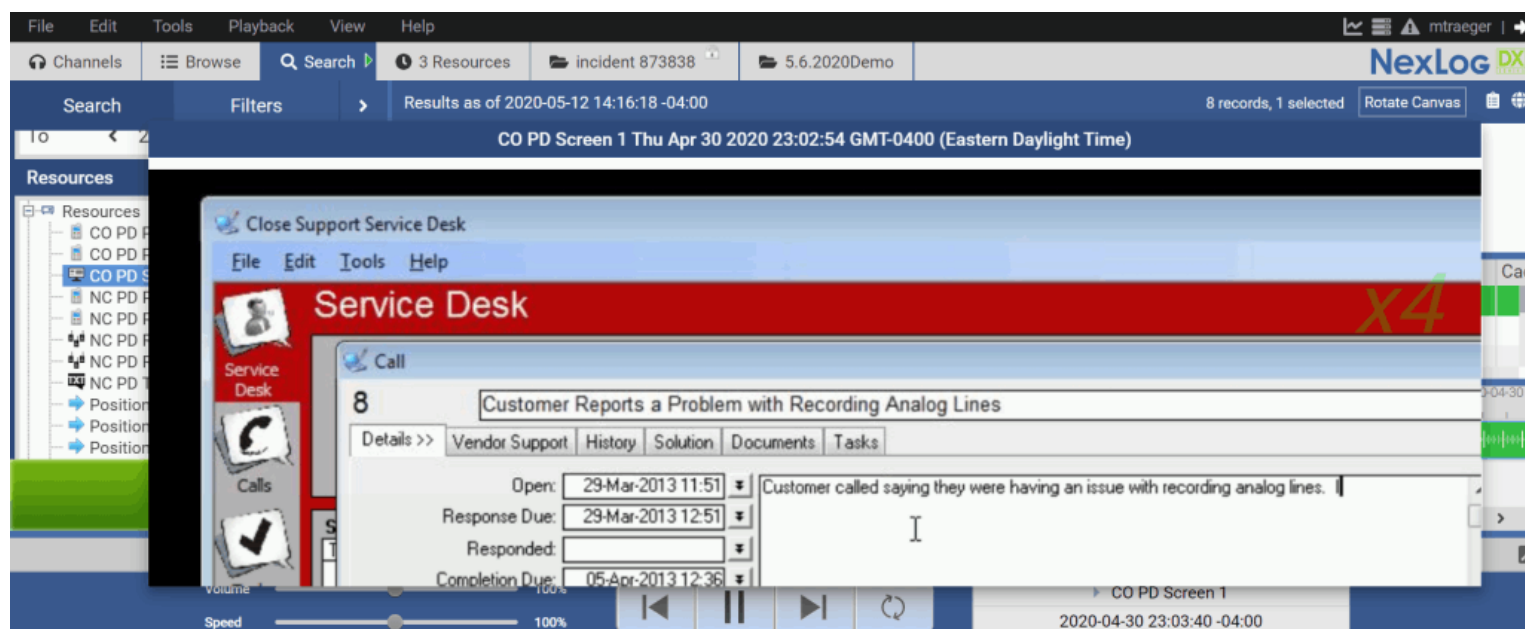 File Edit Tools Playback View Help mtraeger |
Channels Browse Search 3 Resources incident 873838 5.6.2020Demo NexLog DX
Search Filters > Results as of 2020-05-12 14:16:18 -04:00 8 records, 1 selected Rotate Canvas
To < 2
CO PD Screen 1 Thu Apr 30 2020 23:02:54 GMT-0400 (Eastern Daylight Time)
Resources
Resources
CO PD
CO PD
CO PD S
NC PD
NC PD
NC PD
NC PD
NC PD T
Position
Position
Position
Close Support Service Desk
File Edit Tools Help
Service Desk
x4
Service
Desk
Calls
Call
8 Customer Reports a Problem with Recording Analog Lines
Details >> Vendor Support History Solution Documents Tasks
Open: 29-Mar-2013 11:51 Customer called saying they were having an issue with recording analog lines. I
Response Due: 29-Mar-2013 12:51
Responded:
Completion Due: 05-Apr-2013 12:36
Volume 100%
Speed 100%
CO PD Screen 1
2020-04-30 23:03:40 -04:00